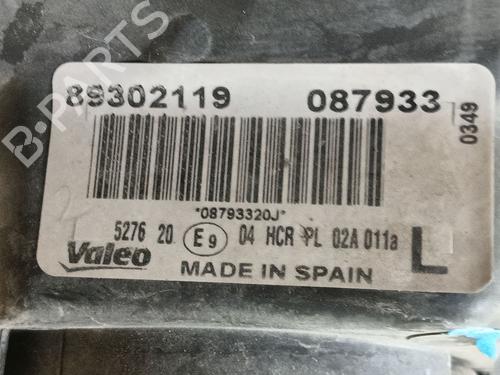 89302119 087933
0349
*08793320J*
5276 20 E9 04 HCR PL 02A 011a
Valeo MADE IN SPAIN L
B-PARTS